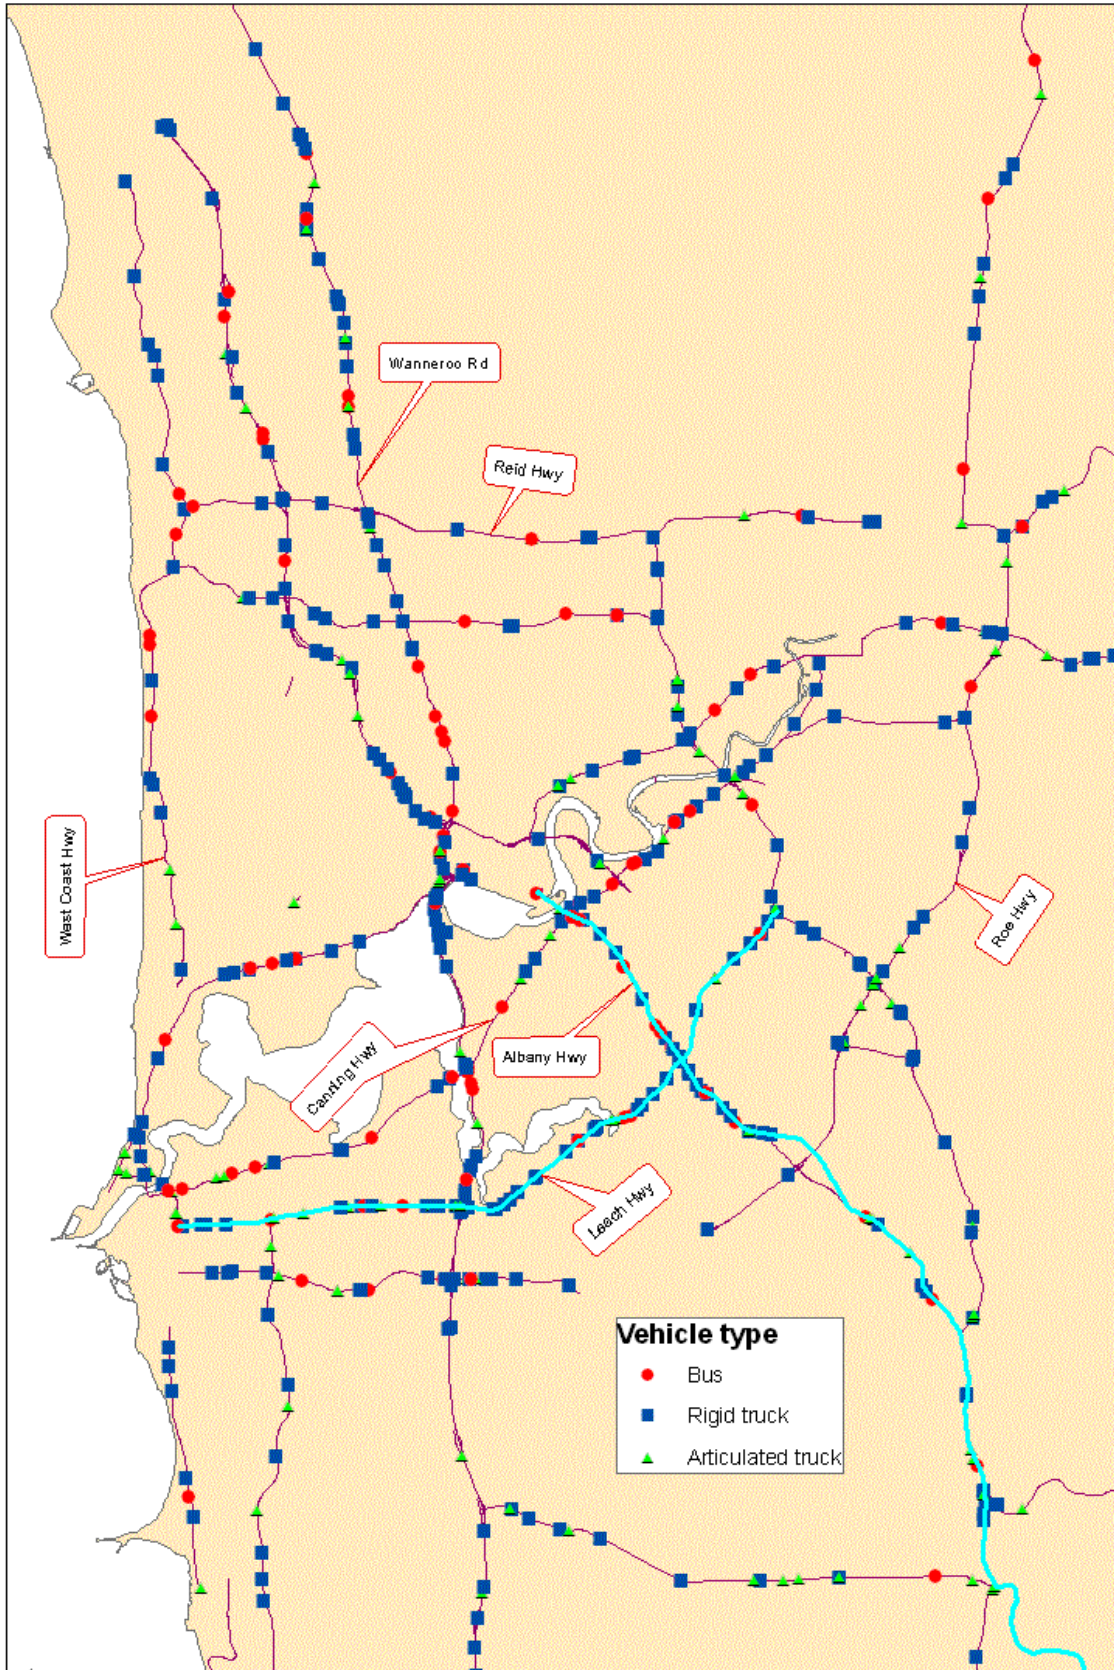 Wanneroo Rd
Reid Hwy
West Coast Hwy
Roe Hwy
Canning Hwy
Albany Hwy
Leach Hwy
Vehicle type
Bus
Rigid truck
Articulated truck